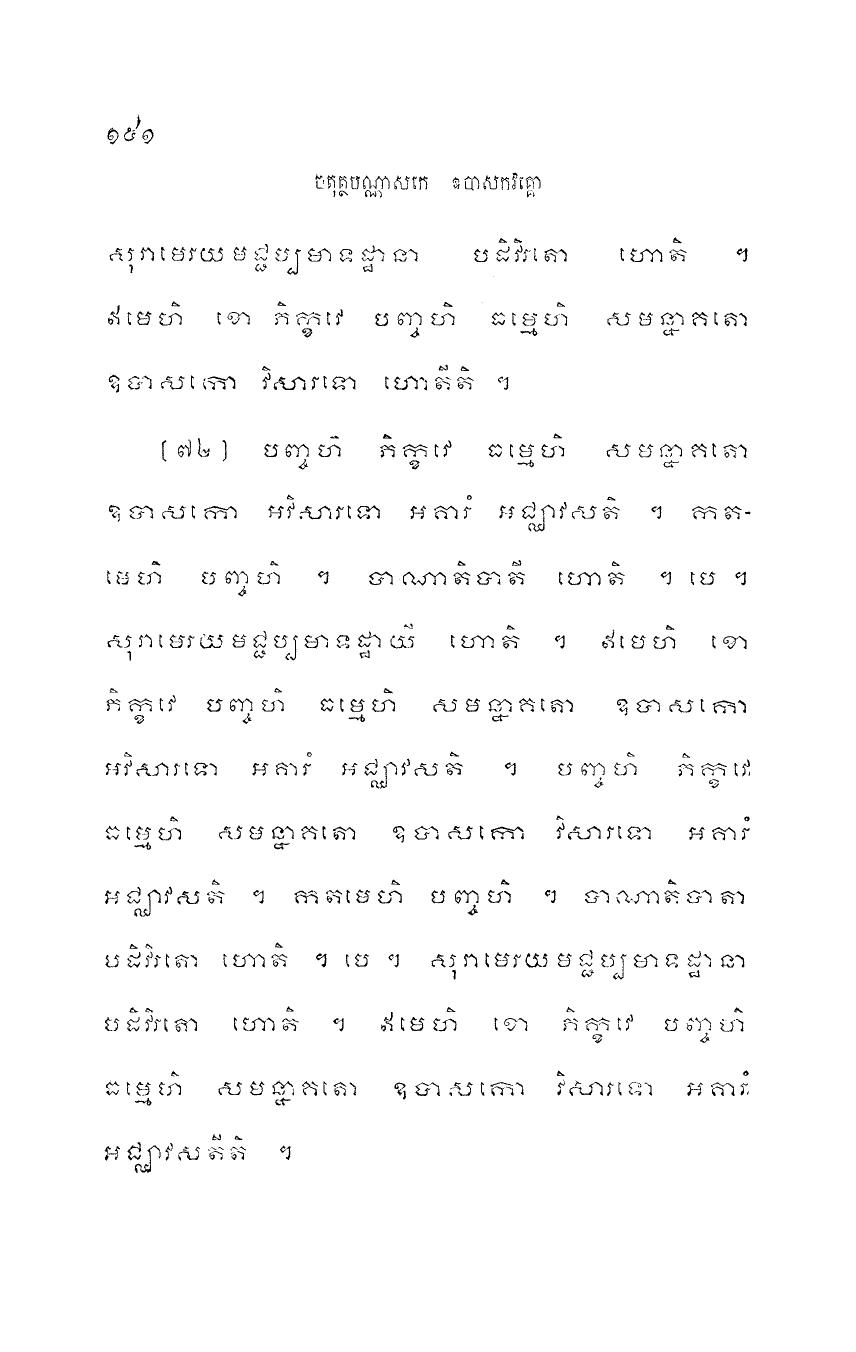 ១៥១
ចតុត្ថបណ្ណាសកេ ឧបាសកវគ្គោ
សុរាមេរយមជ្ជប្បមាទដ្ឋានា បដិវិរតោ ហោតិ ។
ឥមេហិ ខោ ភិក្ខវេ បញ្ចហិ ធម្មេហិ សមន្នាគតោ
ឧបាសកោ វិសារទោ ហោតីតិ ។
[៧២] បញ្ចហិ ភិក្ខវេ ធម្មេហិ សមន្នាគតោ
ឧបាសកោ អវិសារទោ អគារំ អជ្ឈាវសតិ ។ កត-
មេហិ បញ្ចហិ ។ បាណាតិបាតី ហោតិ ។ បេ ។
សុរាមេរយមជ្ជប្បមាទដ្ឋាយី ហោតិ ។ ឥមេហិ ខោ
ភិក្ខវេ បញ្ចហិ ធម្មេហិ សមន្នាគតោ ឧបាសកោ
អវិសារទោ អគារំ អជ្ឈាវសតិ ។ បញ្ចហិ ភិក្ខវេ
ធម្មេហិ សមន្នាគតោ ឧបាសកោ វិសារទោ អគារំ
អជ្ឈាវសតិ ។ កតមេហិ បញ្ចហិ ។ បាណាតិបាតា
បដិវិរតោ ហោតិ ។ បេ ។ សុរាមេរយមជ្ជប្បមាទដ្ឋានា
បដិវិរតោ ហោតិ ។ ឥមេហិ ខោ ភិក្ខវេ បញ្ចហិ
ធម្មេហិ សមន្នាគតោ ឧបាសកោ វិសារទោ អគារំ
អជ្ឈាវសតីតិ ។